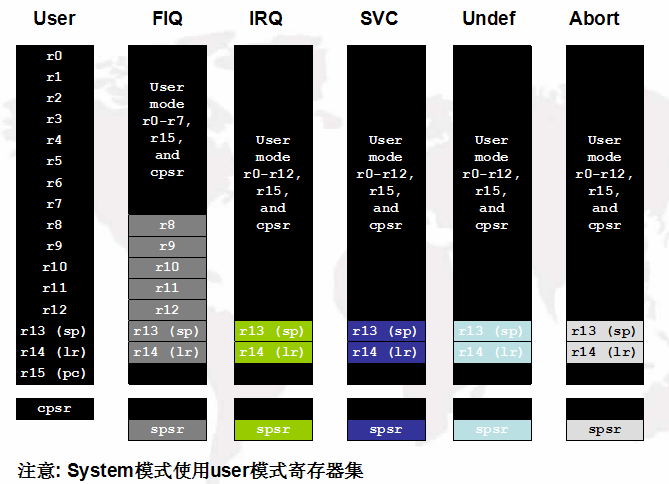 User
FIQ
IRQ
SVC
Undef
Abort
r0
r1
r2
r3
r4
r5
r6
r7
r8
r9
r10
r11
r12
r13 (sp)
r14 (lr)
r15 (pc)
cpsr
User
mode
r0-r7,
r15,
and
cpsr
r8
r9
r10
r11
r12
r13 (sp)
r14 (lr)
spsr
User
mode
r0-r12,
r15,
and
cpsr
r13 (sp)
r14 (lr)
spsr
User
mode
r0-r12,
r15,
and
cpsr
r13 (sp)
r14 (lr)
spsr
User
mode
r0-r12,
r15,
and
cpsr
r13 (sp)
r14 (lr)
spsr
User
mode
r0-r12,
r15,
and
cpsr
r13 (sp)
r14 (lr)
spsr
注意: System模式使用user模式寄存器集